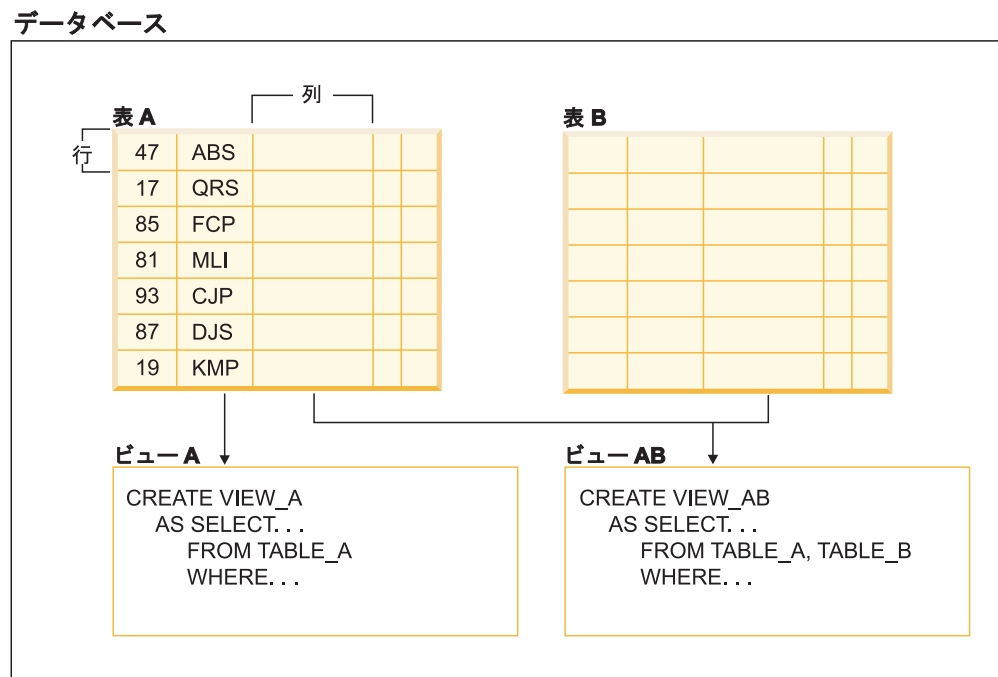 データベース
列
表 A
表 B
行
47 ABS
17 QRS
85 FCP
81 MLI
93 CJP
87 DJS
19 KMP
ビュー A
CREATE VIEW_A
AS SELECT. . .
FROM TABLE_A
WHERE. . .
ビュー AB
CREATE VIEW_AB
AS SELECT. . .
FROM TABLE_A, TABLE_B
WHERE. . .